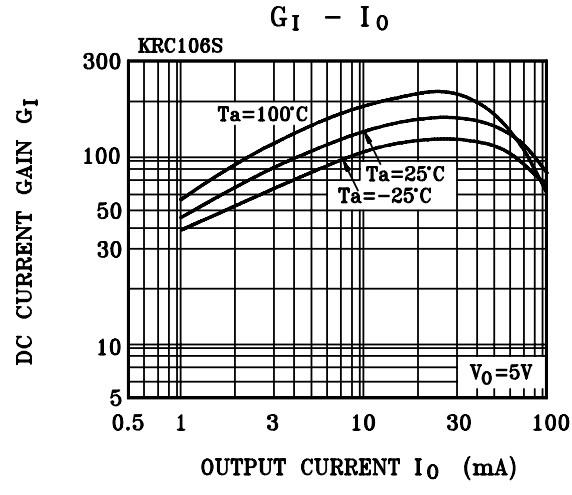 GI – IO
KRC106S
300
100
50
30
10
5
DC CURRENT GAIN GI
Ta=100°C
Ta=25°C
Ta=-25°C
VO=5V
0.5 1 3 10 30 100
OUTPUT CURRENT IO (mA)